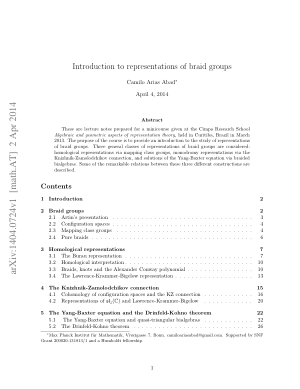 Introduction to representations of braid groups
Camilo Arias Abad*
April 4, 2014
Abstract
These are lecture notes prepared for a minicourse given at the Cimpa Research School
Algebraic and geometric aspects of representation theory, held in Curitiba, Brazil in March
2013. The purpose of the course is to provide an introduction to the study of representations
of braid groups. Three general classes of representations of braid groups are considered:
homological representations via mapping class groups, monodromy representations via the
Knizhnik-Zamolodchikov connection, and solutions of the Yang-Baxter equation via braided
bialgebras. Some of the remarkable relations between these three different constructions are
described.
Contents
1 Introduction 2
2 Braid groups 2
2.1 Artin's presentation . . . 3
2.2 Configuration spaces . . . 4
2.3 Mapping class groups . . . 4
2.4 Pure braids . . . 6
3 Homological representations 7
3.1 The Burau representation . . . 7
3.2 Homological interpretation . . . 10
3.3 Braids, knots and the Alexander-Conway polynomial . . . 10
3.4 The Lawrence-Krammer-Bigelow representation . . . 13
4 The Knizhnik-Zamolodchikov connection 15
4.1 Cohomology of configuration spaces and the KZ connection . . . 16
4.2 Representations of sl₂(C) and Lawrence-Krammer-Bigelow . . . 20
5 The Yang-Baxter equation and the Drinfeld-Kohno theorem 22
5.1 The Yang-Baxter equation and quasi-triangular bialgebras . . . 22
5.2 The Drinfeld-Kohno theorem . . . 26
*Max Planck Institut für Mathematik, Vivatsgasse 7, Bonn. camiloariasabad@gmail.com. Supported by SNF
Grant 200020-131813/1 and a Humboldt fellowship.
1
arXiv:1404.0724v1 [math.AT] 2 Apr 2014